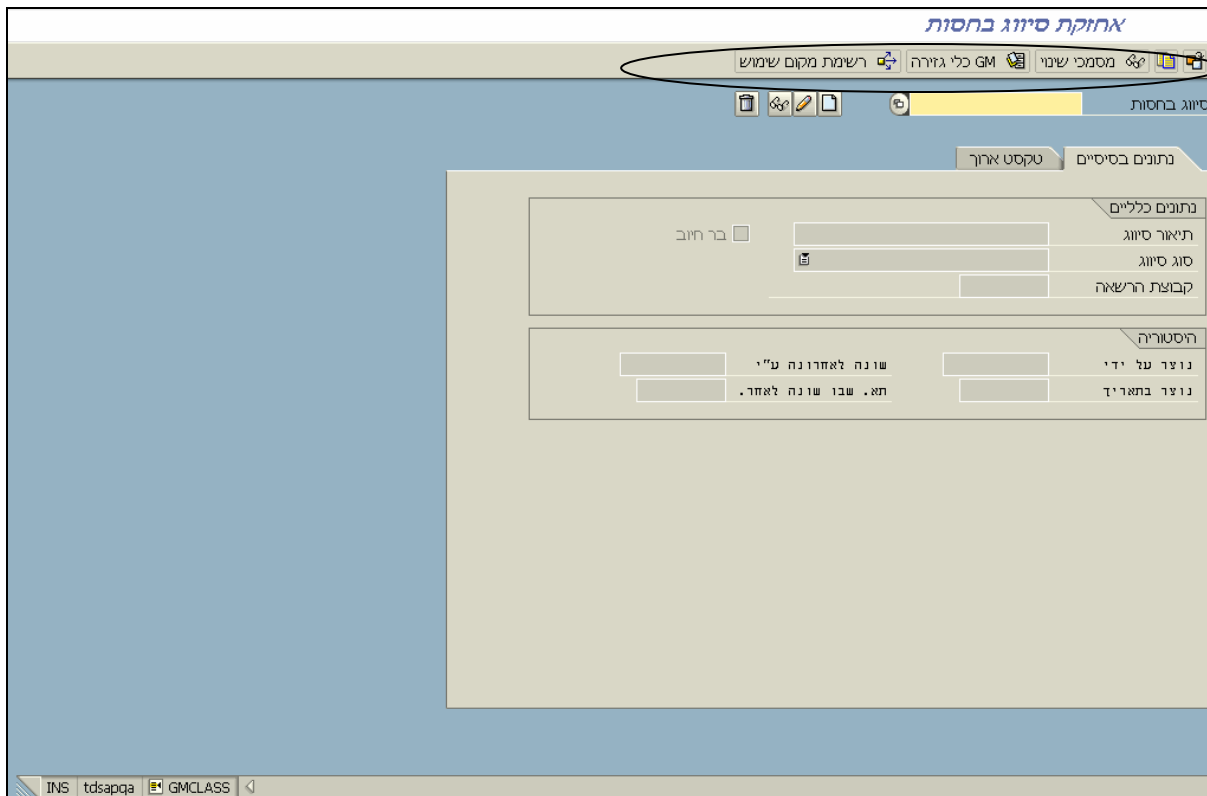 אחזקת סיווג בחסות
מסמכי שינוי GM כלי גזירה רשימת מקום שימוש
סיווג בחסות
נתונים בסיסיים טקסט ארוך
נתונים כלליים
תיאור סיווג בר חיוב
סוג סיווג
קבוצת הרשאה
היסטוריה
נוצר על ידי שונה לאחרונה ע"י
נוצר בתאריך תא. שבו שונה לאחר.
INS tdsapqa GMCLASS